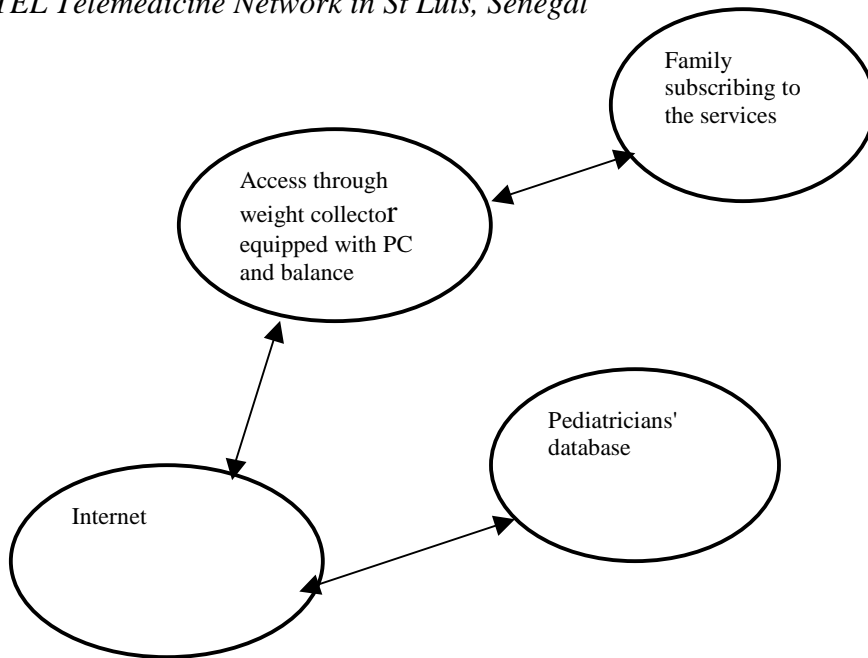 TEL Telemedicine Network in St Luis, Senegal
Family
subscribing to
the services
Access through
weight collector
equipped with PC
and balance
Pediatricians'
database
Internet